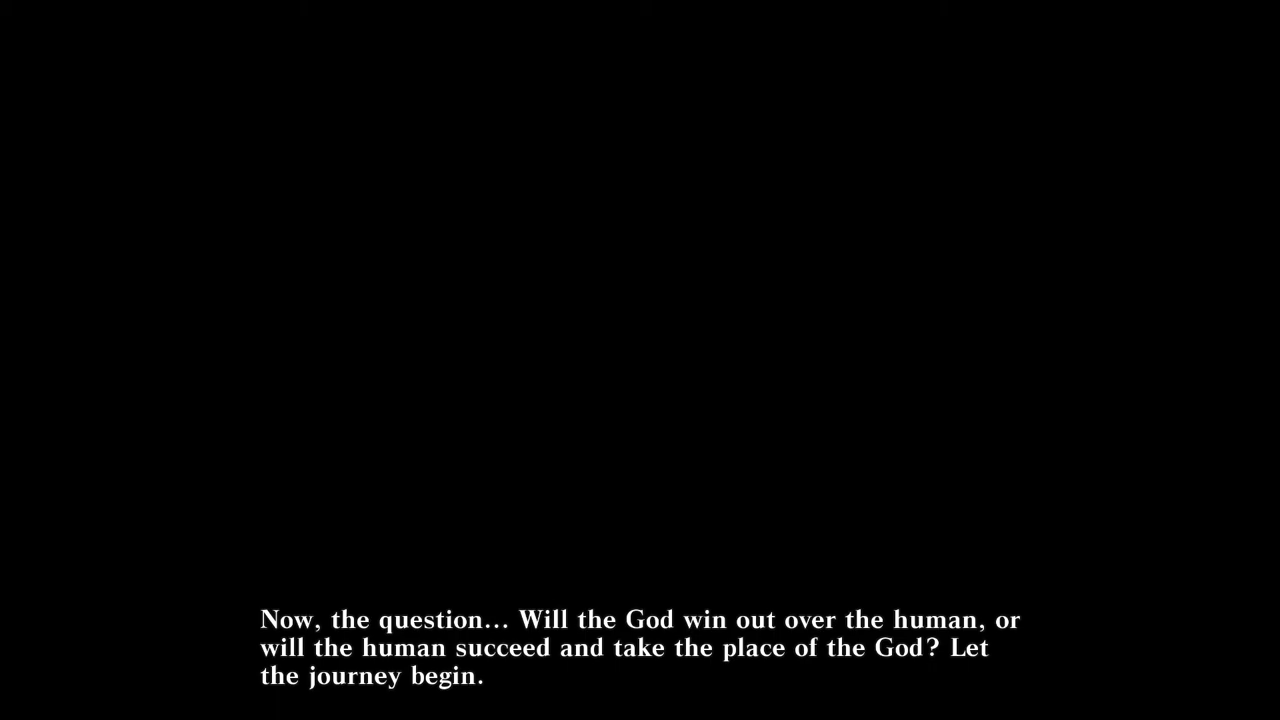 Now, the question... Will the God win out over the human, or
will the human succeed and take the place of the God? Let
the journey begin.